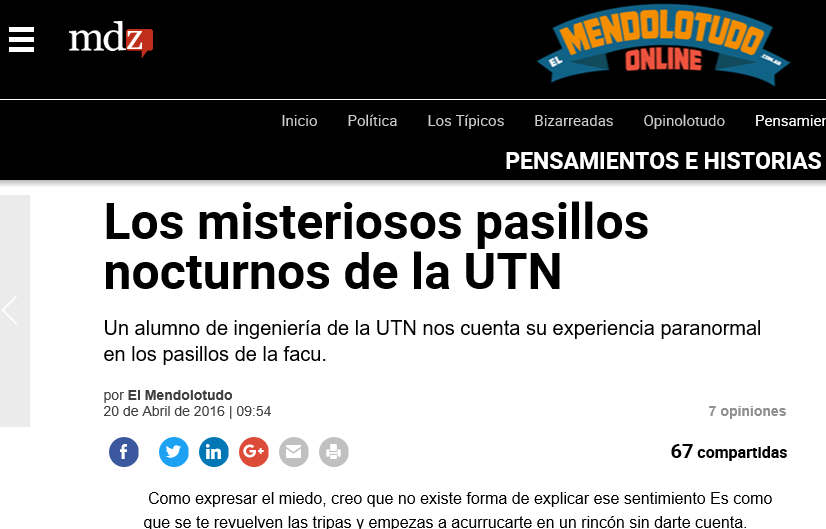 mdz
EL MENDOLOTUDO .COM.AR
ONLINE
Inicio Política Los Típicos Bizarreadas Opinolotudo Pensamien
PENSAMIENTOS E HISTORIAS
Los misteriosos pasillos
nocturnos de la UTN
Un alumno de ingeniería de la UTN nos cuenta su experiencia paranormal
en los pasillos de la facu.
por El Mendolotudo
20 de Abril de 2016 | 09:54
7 opiniones
f in G+
67 compartidas
Como expresar el miedo, creo que no existe forma de explicar ese sentimiento Es como
que se te revuelven las tripas y empezas a acurrucarte en un rincón sin darte cuenta.